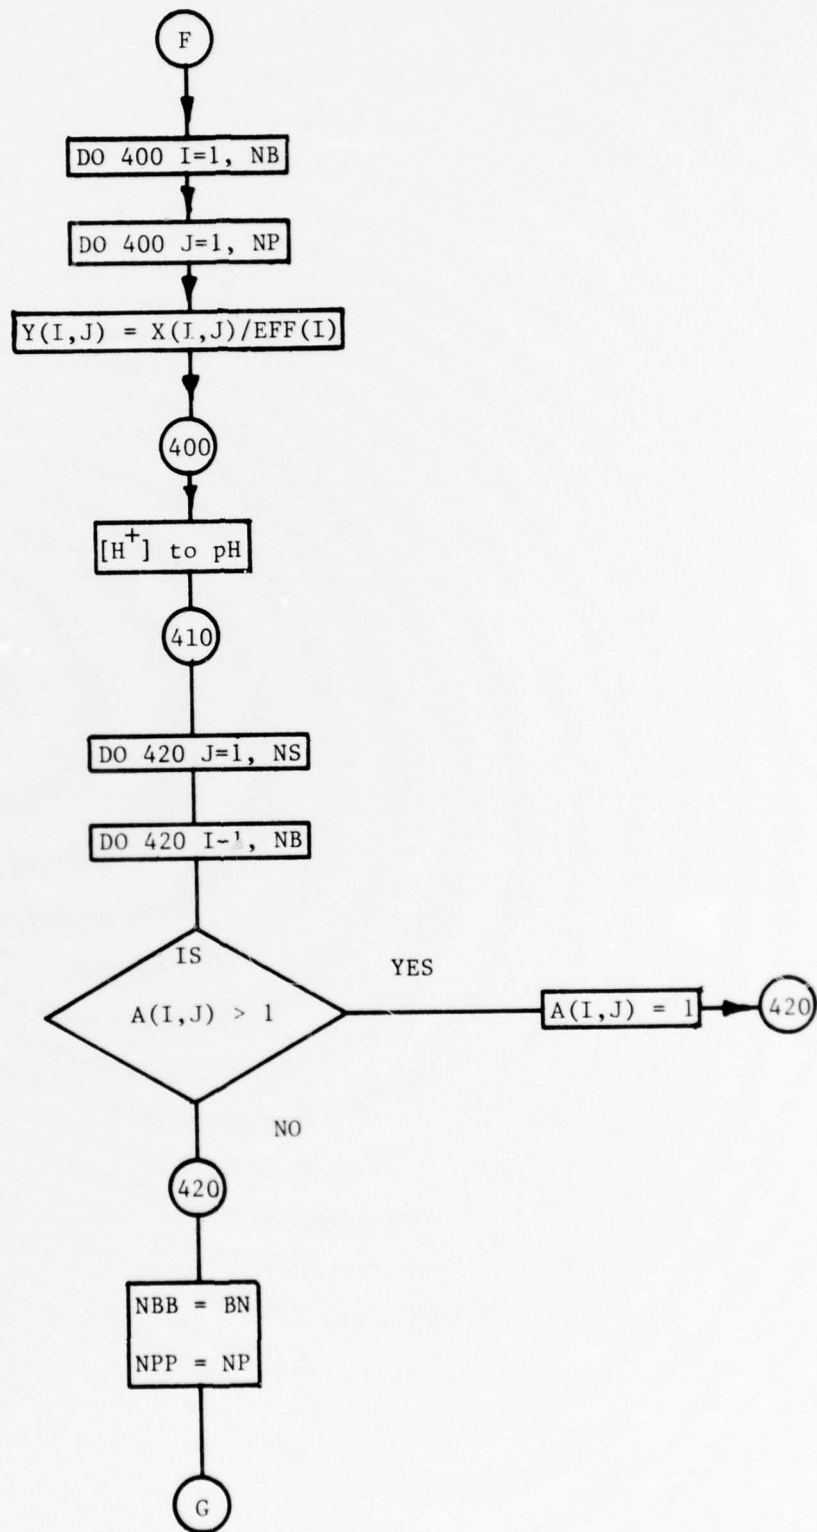 F
DO 400 I=1, NB
DO 400 J=1, NP
Y(I,J) = X(I,J)/EFF(I)
400
[H+] to pH
410
DO 420 J=1, NS
DO 420 I-1, NB
IS
A(I,J) > 1
YES
A(I,J) = 1
420
NO
420
NBB = BN
NPP = NP
G